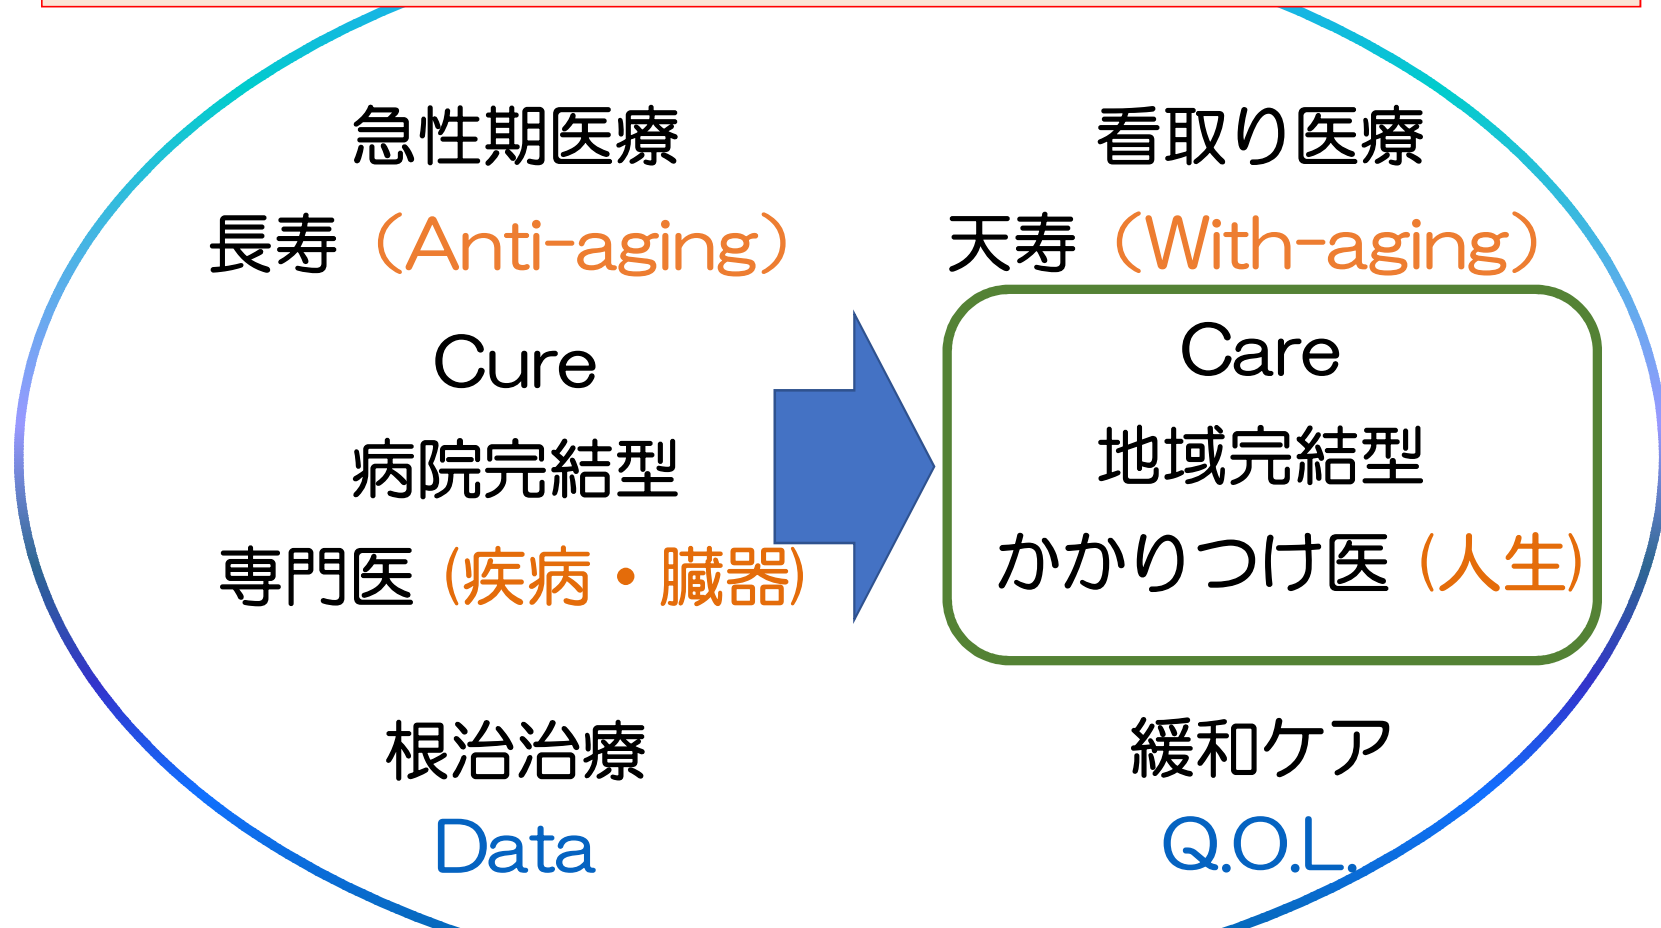 急性期医療
長寿（Anti-aging）
Cure
病院完結型
専門医（疾病・臓器）
根治治療
Data
看取り医療
天寿（With-aging）
Care
地域完結型
かかりつけ医（人生）
緩和ケア
Q.O.L.